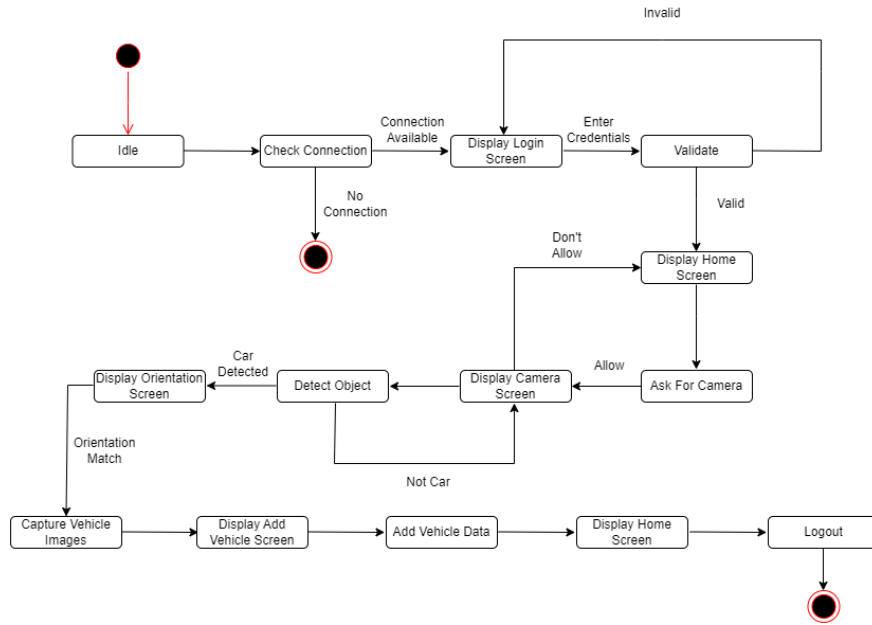 Invalid
Connection
Available
Enter
Credentials
Idle
Check Connection
Display Login
Screen
Validate
No
Connection
Valid
Don't
Allow
Display Home
Screen
Car
Detected
Allow
Display Orientation
Screen
Detect Object
Display Camera
Screen
Ask For Camera
Orientation
Match
Not Car
Capture Vehicle
Images
Display Add
Vehicle Screen
Add Vehicle Data
Display Home
Screen
Logout